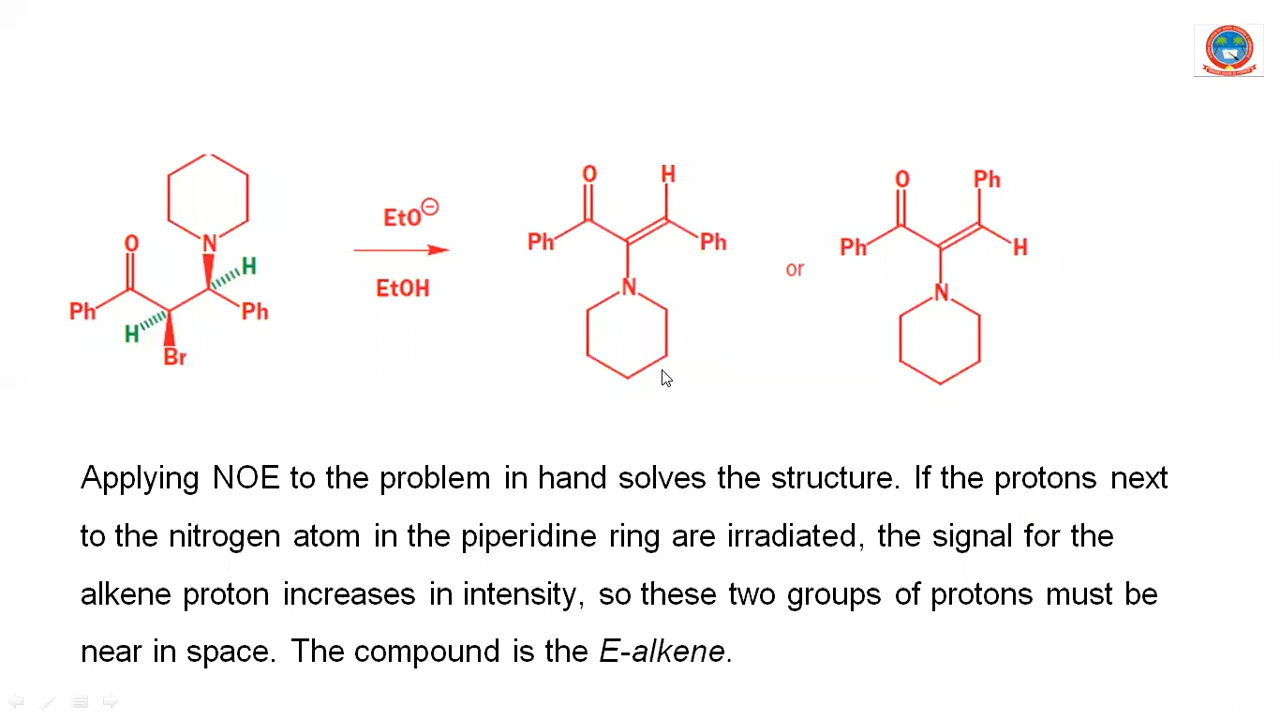 O H Ph
N O O
H EtO⊖ Ph Ph Ph H
Ph Ph or
H EtOH N N
Br
Applying NOE to the problem in hand solves the structure. If the protons next
to the nitrogen atom in the piperidine ring are irradiated, the signal for the
alkene proton increases in intensity, so these two groups of protons must be
near in space. The compound is the E-alkene.